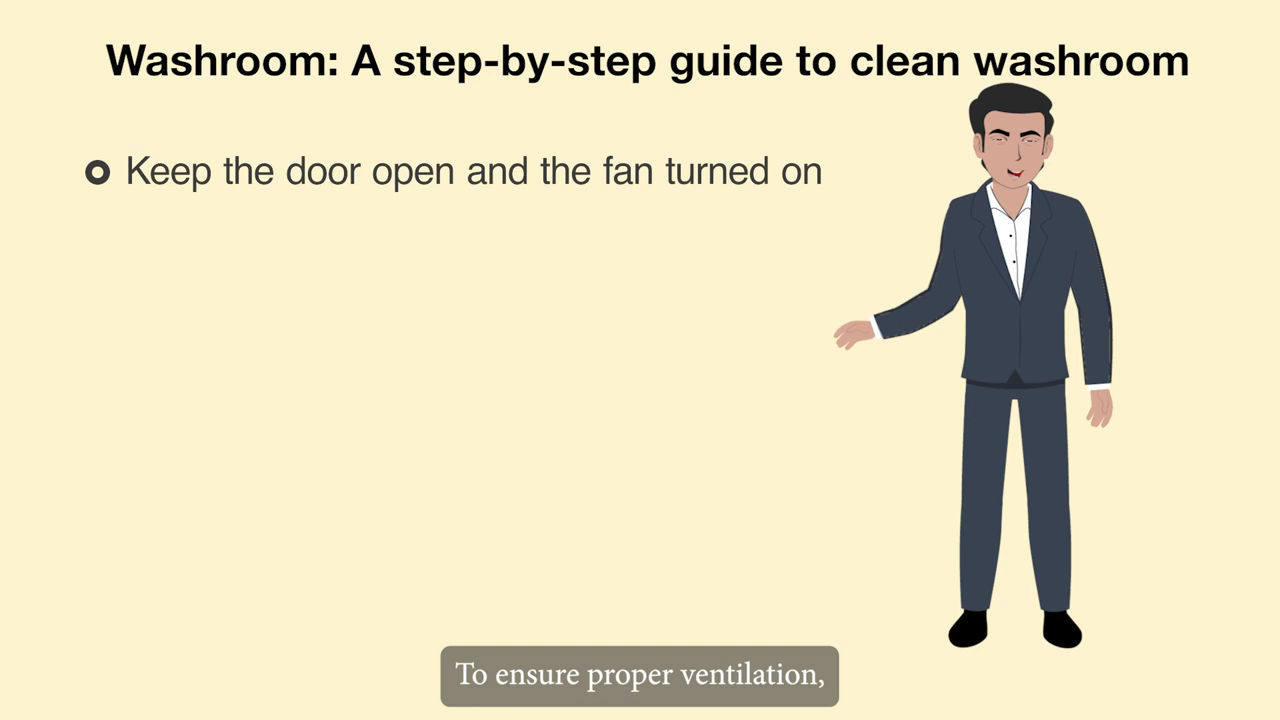 Washroom: A step-by-step guide to clean washroom
Keep the door open and the fan turned on
To ensure proper ventilation,